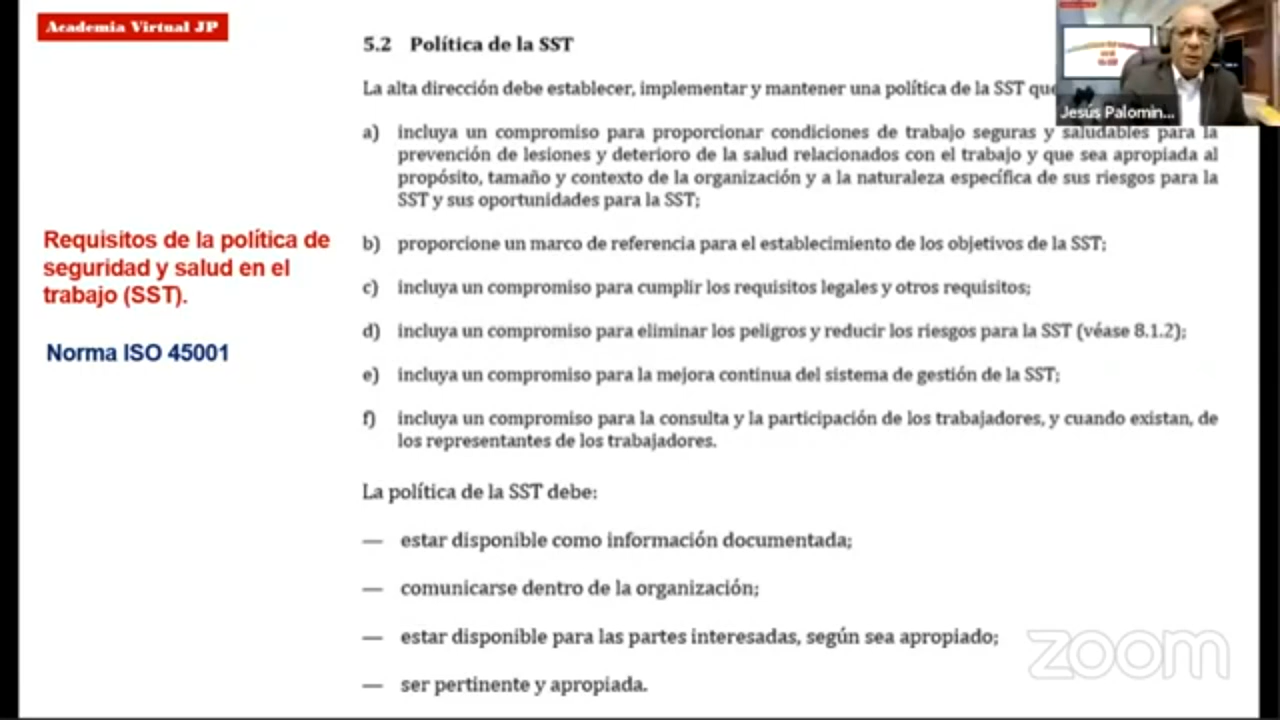 Academia Virtual JP
5.2 Política de la SST
La alta dirección debe establecer, implementar y mantener una política de la SST que
Jesús Palomin...
a) incluya un compromiso para proporcionar condiciones de trabajo seguras y saludables para la
prevención de lesiones y deterioro de la salud relacionados con el trabajo y que sea apropiada al
propósito, tamaño y contexto de la organización y a la naturaleza específica de sus riesgos para la
SST y sus oportunidades para la SST;
Requisitos de la política de
seguridad y salud en el
trabajo (SST).
Norma ISO 45001
b) proporcione un marco de referencia para el establecimiento de los objetivos de la SST;
c) incluya un compromiso para cumplir los requisitos legales y otros requisitos;
d) incluya un compromiso para eliminar los peligros y reducir los riesgos para la SST (véase 8.1.2);
e) incluya un compromiso para la mejora continua del sistema de gestión de la SST;
f) incluya un compromiso para la consulta y la participación de los trabajadores, y cuando existan, de
los representantes de los trabajadores.
La política de la SST debe:
— estar disponible como información documentada;
— comunicarse dentro de la organización;
— estar disponible para las partes interesadas, según sea apropiado;
— ser pertinente y apropiada.
zoom